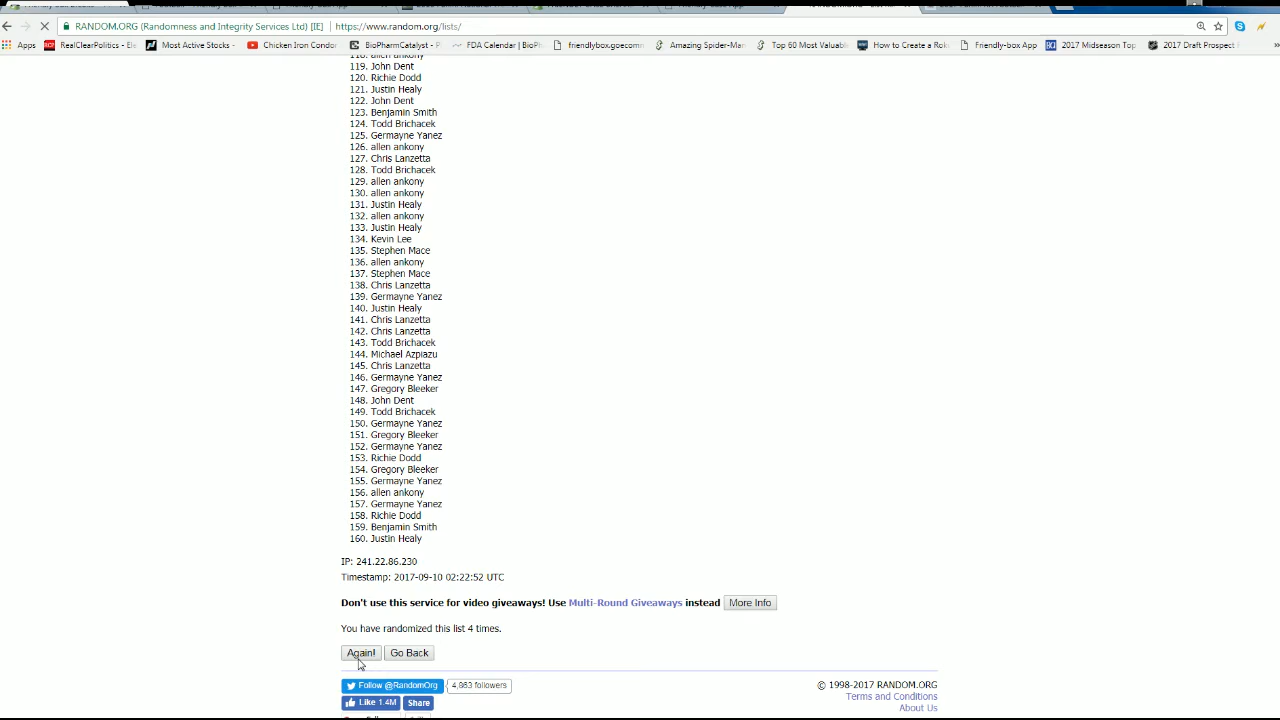 RANDOM.ORG (Randomness and Integrity Services Ltd) [IE] https://www.random.org/lists/
Apps RealClearPolitics - Ele Most Active Stocks - Chicken Iron Condor BioPharmCatalyst - P FDA Calendar | BioPh friendlybox.gocomm Amazing Spider-Man Top 60 Most Valuable How to Create a Rok Friendly-box App 2017 Midseason Top 2017 Draft Prospect
118. allen ankony
119. John Dent
120. Richie Dodd
121. Justin Healy
122. John Dent
123. Benjamin Smith
124. Todd Brichacek
125. Germayne Yanez
126. allen ankony
127. Chris Lanzetta
128. Todd Brichacek
129. allen ankony
130. allen ankony
131. Justin Healy
132. allen ankony
133. Justin Healy
134. Kevin Lee
135. Stephen Mace
136. allen ankony
137. Stephen Mace
138. Chris Lanzetta
139. Germayne Yanez
140. Justin Healy
141. Chris Lanzetta
142. Chris Lanzetta
143. Todd Brichacek
144. Michael Azpiazu
145. Chris Lanzetta
146. Germayne Yanez
147. Gregory Bleeker
148. John Dent
149. Todd Brichacek
150. Germayne Yanez
151. Gregory Bleeker
152. Germayne Yanez
153. Richie Dodd
154. Gregory Bleeker
155. Germayne Yanez
156. allen ankony
157. Germayne Yanez
158. Richie Dodd
159. Benjamin Smith
160. Justin Healy
IP: 241.22.86.230
Timestamp: 2017-09-10 02:22:52 UTC
Don't use this service for video giveaways! Use Multi-Round Giveaways instead More Info
You have randomized this list 4 times.
Again! Go Back
Follow @RandomOrg 4,863 followers
© 1998-2017 RANDOM.ORG
Like 1.4M Share
Terms and Conditions
About Us